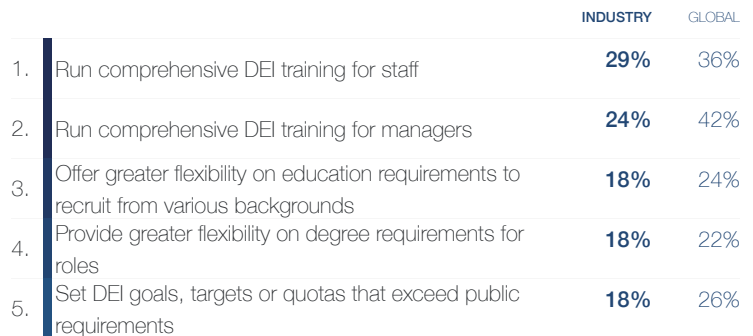 INDUSTRY GLOBAL
1. Run comprehensive DEI training for staff 29% 36%
2. Run comprehensive DEI training for managers 24% 42%
3. Offer greater flexibility on education requirements to
recruit from various backgrounds 18% 24%
4. Provide greater flexibility on degree requirements for
roles 18% 22%
5. Set DEI goals, targets or quotas that exceed public
requirements 18% 26%